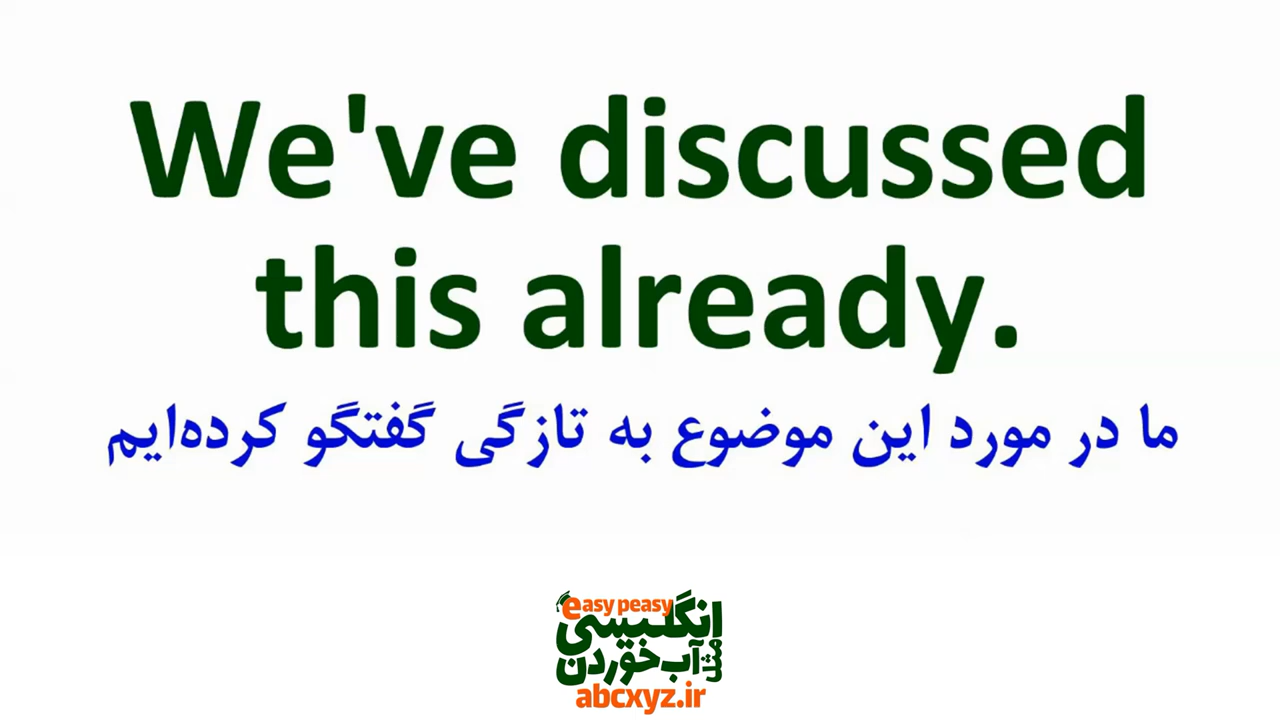 We've discussed
this already.
ما در مورد این موضوع به تازگی گفتگو کرده‌ایم
easy peasy
انگلیسی
مثل آب خوردن
abcxyz.ir